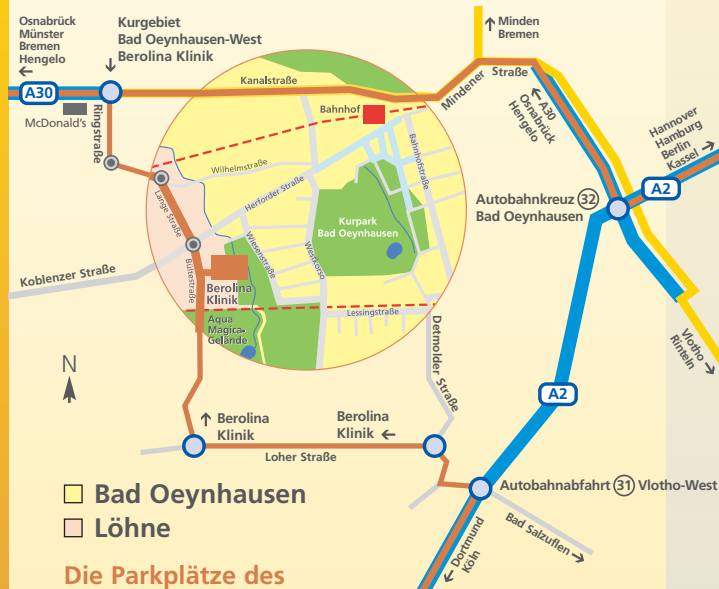 Osnabrück
Münster
Bremen
Hengelo
←
Kurgebiet
Bad Oeynhausen-West
Berolina Klinik
↓
↑ Minden
Bremen
A30
McDonald's
Ringstraße
Kanalstraße
Mindener Straße
← A30
Osnabrück
Hengelo
Hannover
Hamburg
Berlin
Kassel →
Bahnhof
Bahnhofstraße
Wilhelmstraße
Lange Straße
Herforder Straße
Kurpark
Bad Oeynhausen
Autobahnkreuz 32
Bad Oeynhausen
A2
Koblenzer Straße
Bültestraße
Wiesenstraße
Westkorso
Berolina
Klinik
Aqua
Magica-
Gelände
Lessingstraße
Detmolder Straße
Vlotho
Rinteln →
N
A2
↑ Berolina
Klinik
Berolina
Klinik ←
Loher Straße
Autobahnabfahrt 31 Vlotho-West
Bad Salzuflen →
← Dortmund
Köln
Bad Oeynhausen
Löhne
Die Parkplätze des